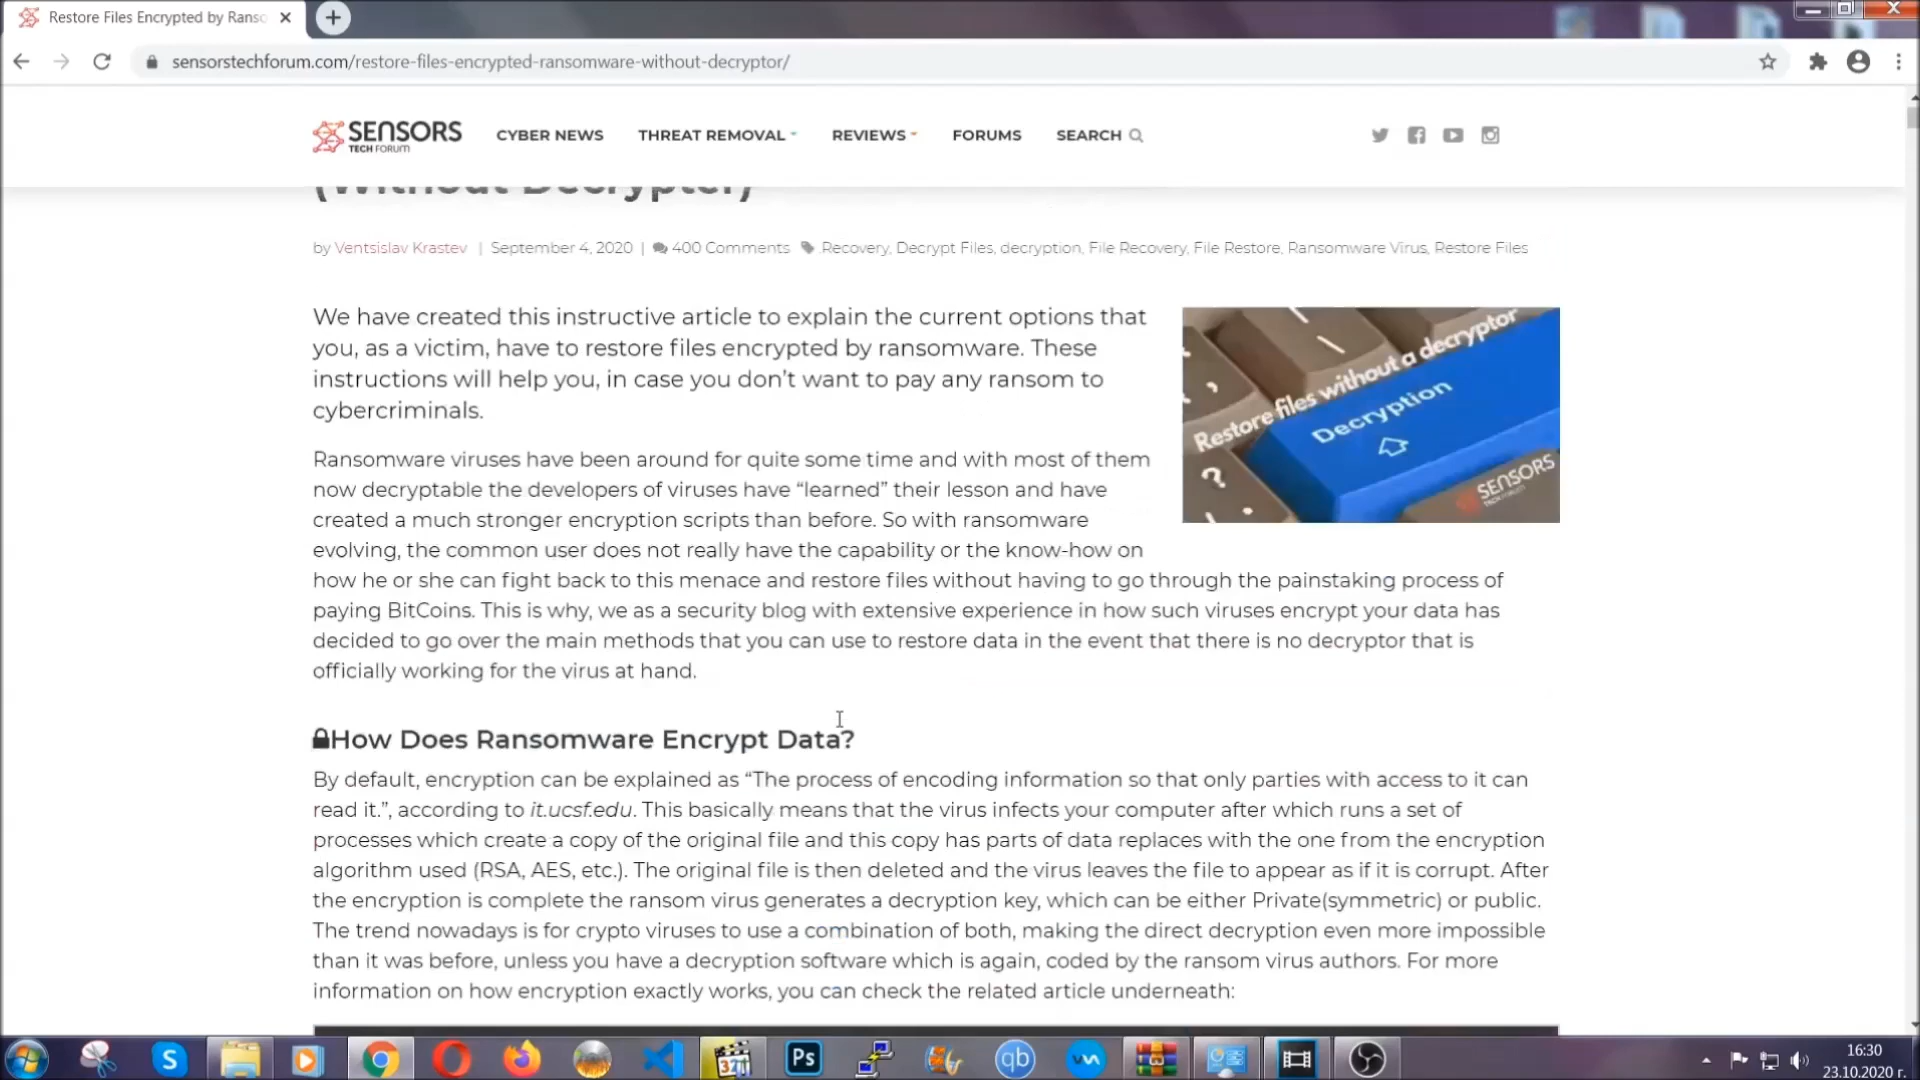 Restore Files Encrypted by Ranso
sensorstechforum.com/restore-files-encrypted-ransomware-without-decryptor/
SENSORS
TECH FORUM
CYBER NEWS
THREAT REMOVAL
REVIEWS
FORUMS
SEARCH
(Without Decrypter)
by Ventsislav Krastev | September 4, 2020 | 400 Comments Recovery, Decrypt Files, decryption, File Recovery, File Restore, Ransomware Virus, Restore Files
We have created this instructive article to explain the current options that
you, as a victim, have to restore files encrypted by ransomware. These
instructions will help you, in case you don’t want to pay any ransom to
cybercriminals.
Restore files without a decryptor
Decryption
SENSORS
Ransomware viruses have been around for quite some time and with most of them
now decryptable the developers of viruses have “learned” their lesson and have
created a much stronger encryption scripts than before. So with ransomware
evolving, the common user does not really have the capability or the know-how on
how he or she can fight back to this menace and restore files without having to go through the painstaking process of
paying BitCoins. This is why, we as a security blog with extensive experience in how such viruses encrypt your data has
decided to go over the main methods that you can use to restore data in the event that there is no decryptor that is
officially working for the virus at hand.
How Does Ransomware Encrypt Data?
By default, encryption can be explained as “The process of encoding information so that only parties with access to it can
read it.”, according to it.ucsf.edu. This basically means that the virus infects your computer after which runs a set of
processes which create a copy of the original file and this copy has parts of data replaces with the one from the encryption
algorithm used (RSA, AES, etc.). The original file is then deleted and the virus leaves the file to appear as if it is corrupt. After
the encryption is complete the ransom virus generates a decryption key, which can be either Private(symmetric) or public.
The trend nowadays is for crypto viruses to use a combination of both, making the direct decryption even more impossible
than it was before, unless you have a decryption software which is again, coded by the ransom virus authors. For more
information on how encryption exactly works, you can check the related article underneath:
S
Ps
qb
16:30
23.10.2020 г.